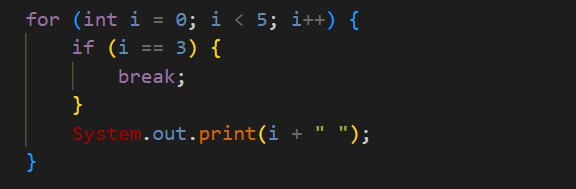 for (int i = 0; i < 5; i++) {
    if (i == 3) {
        break;
    }
    System.out.print(i + " ");
}